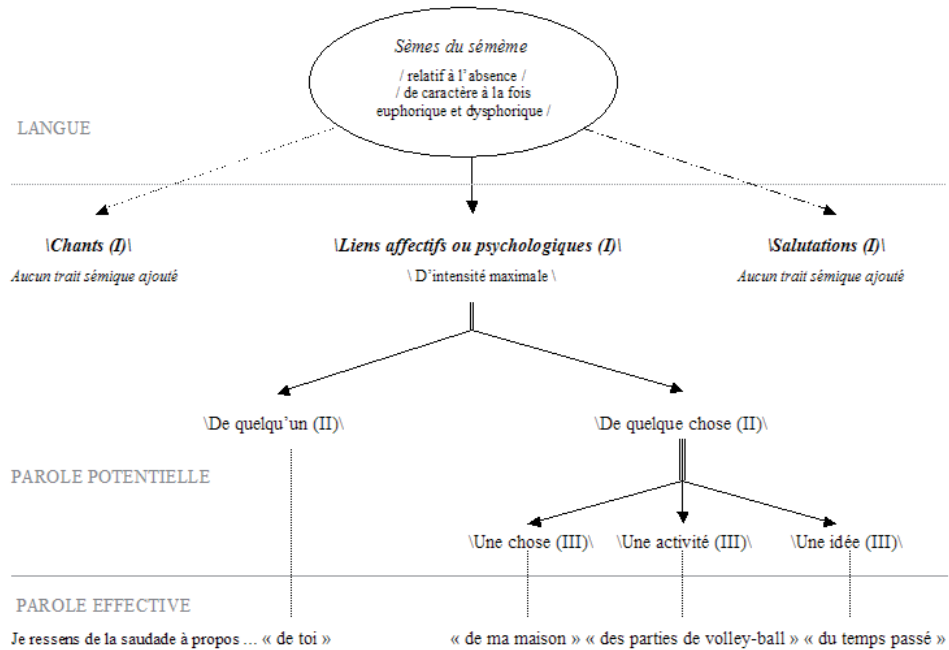 Sèmes du sémème
/ relatif à l'absence /
/ de caractère à la fois
euphorique et dysphorique /
LANGUE
\Chants (I)\
Aucun trait sémique ajouté
\Liens affectifs ou psychologiques (I)\
\ D'intensité maximale \
\Salutations (I)\
Aucun trait sémique ajouté
\De quelqu'un (II)\
\De quelque chose (II)\
PAROLE POTENTIELLE
\Une chose (III)\ \Une activité (III)\ \Une idée (III)\
PAROLE EFFECTIVE
Je ressens de la saudade à propos ... « de toi » « de ma maison » « des parties de volley-ball » « du temps passé »